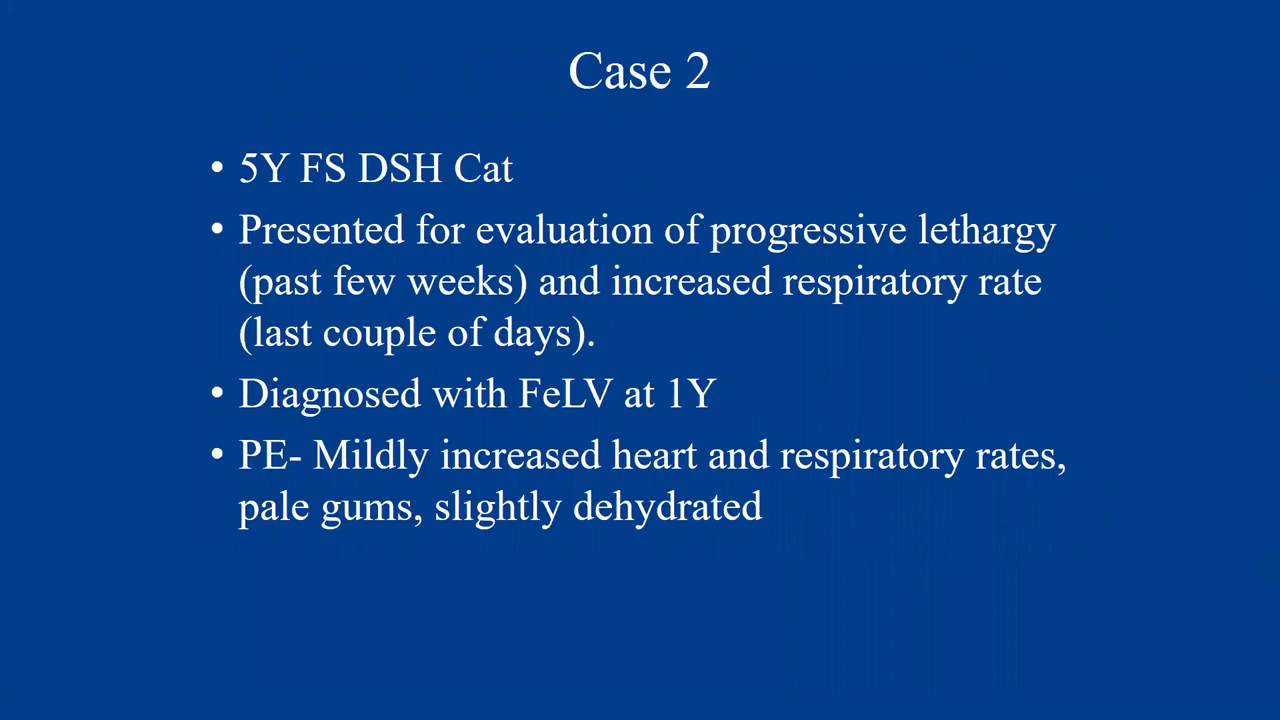 Case 2
• 5Y FS DSH Cat
• Presented for evaluation of progressive lethargy
(past few weeks) and increased respiratory rate
(last couple of days).
• Diagnosed with FeLV at 1Y
• PE- Mildly increased heart and respiratory rates,
pale gums, slightly dehydrated